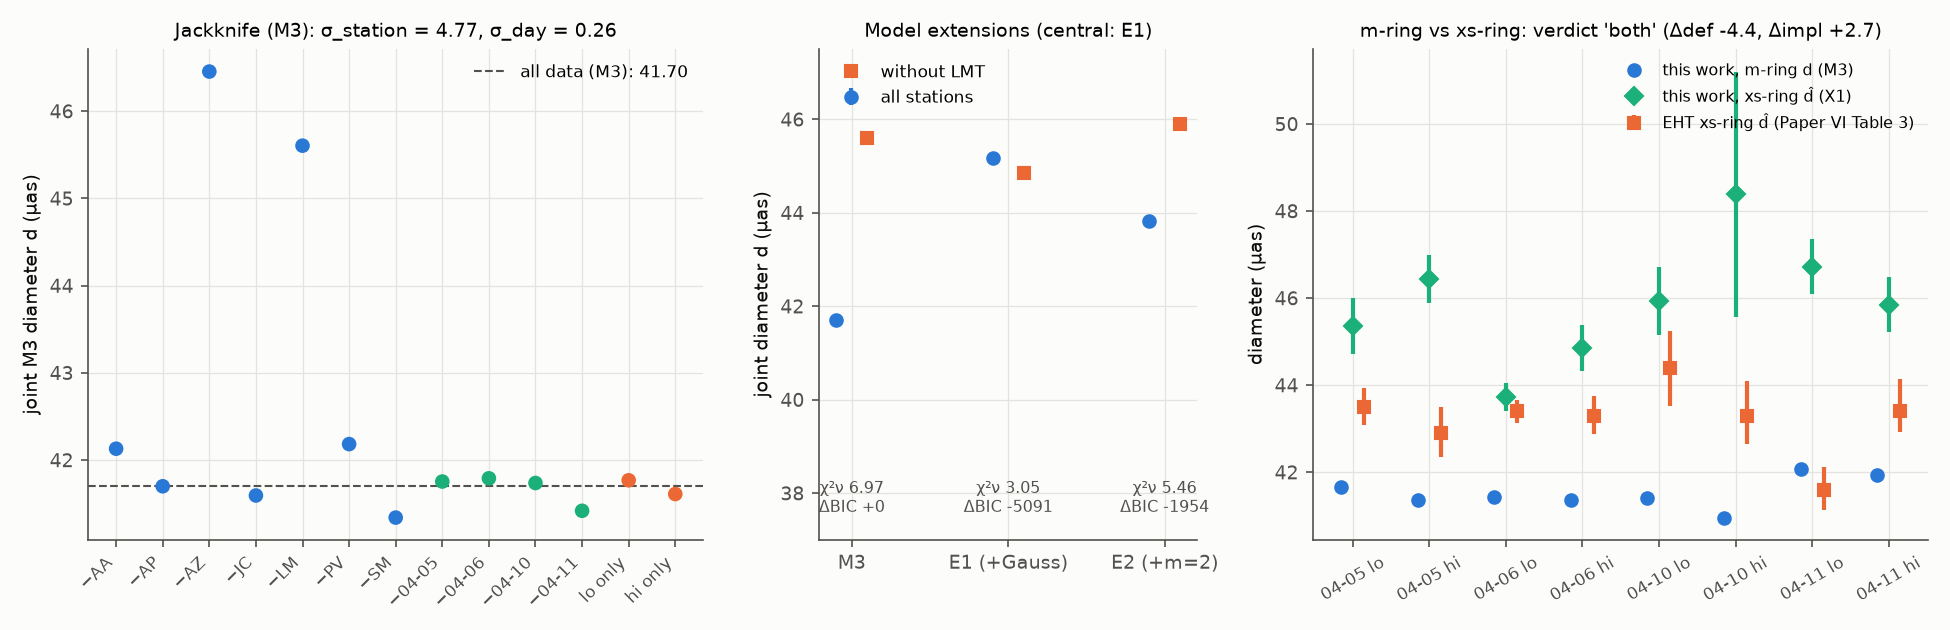 Jackknife (M3): σ_station = 4.77, σ_day = 0.26
joint M3 diameter d (μas)
46
45
44
43
42
all data (M3): 41.70
−AA
−AP
−AZ
−JC
−LM
−PV
−SM
−04-05
−04-06
−04-10
−04-11
lo only
hi only
Model extensions (central: E1)
joint diameter d (μas)
46
44
42
40
38
without LMT
all stations
χ²ν 6.97
ΔBIC +0
χ²ν 3.05
ΔBIC -5091
χ²ν 5.46
ΔBIC -1954
M3
E1 (+Gauss)
E2 (+m=2)
m-ring vs xs-ring: verdict 'both' (Δdef -4.4, Δimpl +2.7)
diameter (μas)
50
48
46
44
42
this work, m-ring d (M3)
this work, xs-ring d̂ (X1)
EHT xs-ring d̂ (Paper VI Table 3)
04-05 lo
04-05 hi
04-06 lo
04-06 hi
04-10 lo
04-10 hi
04-11 lo
04-11 hi